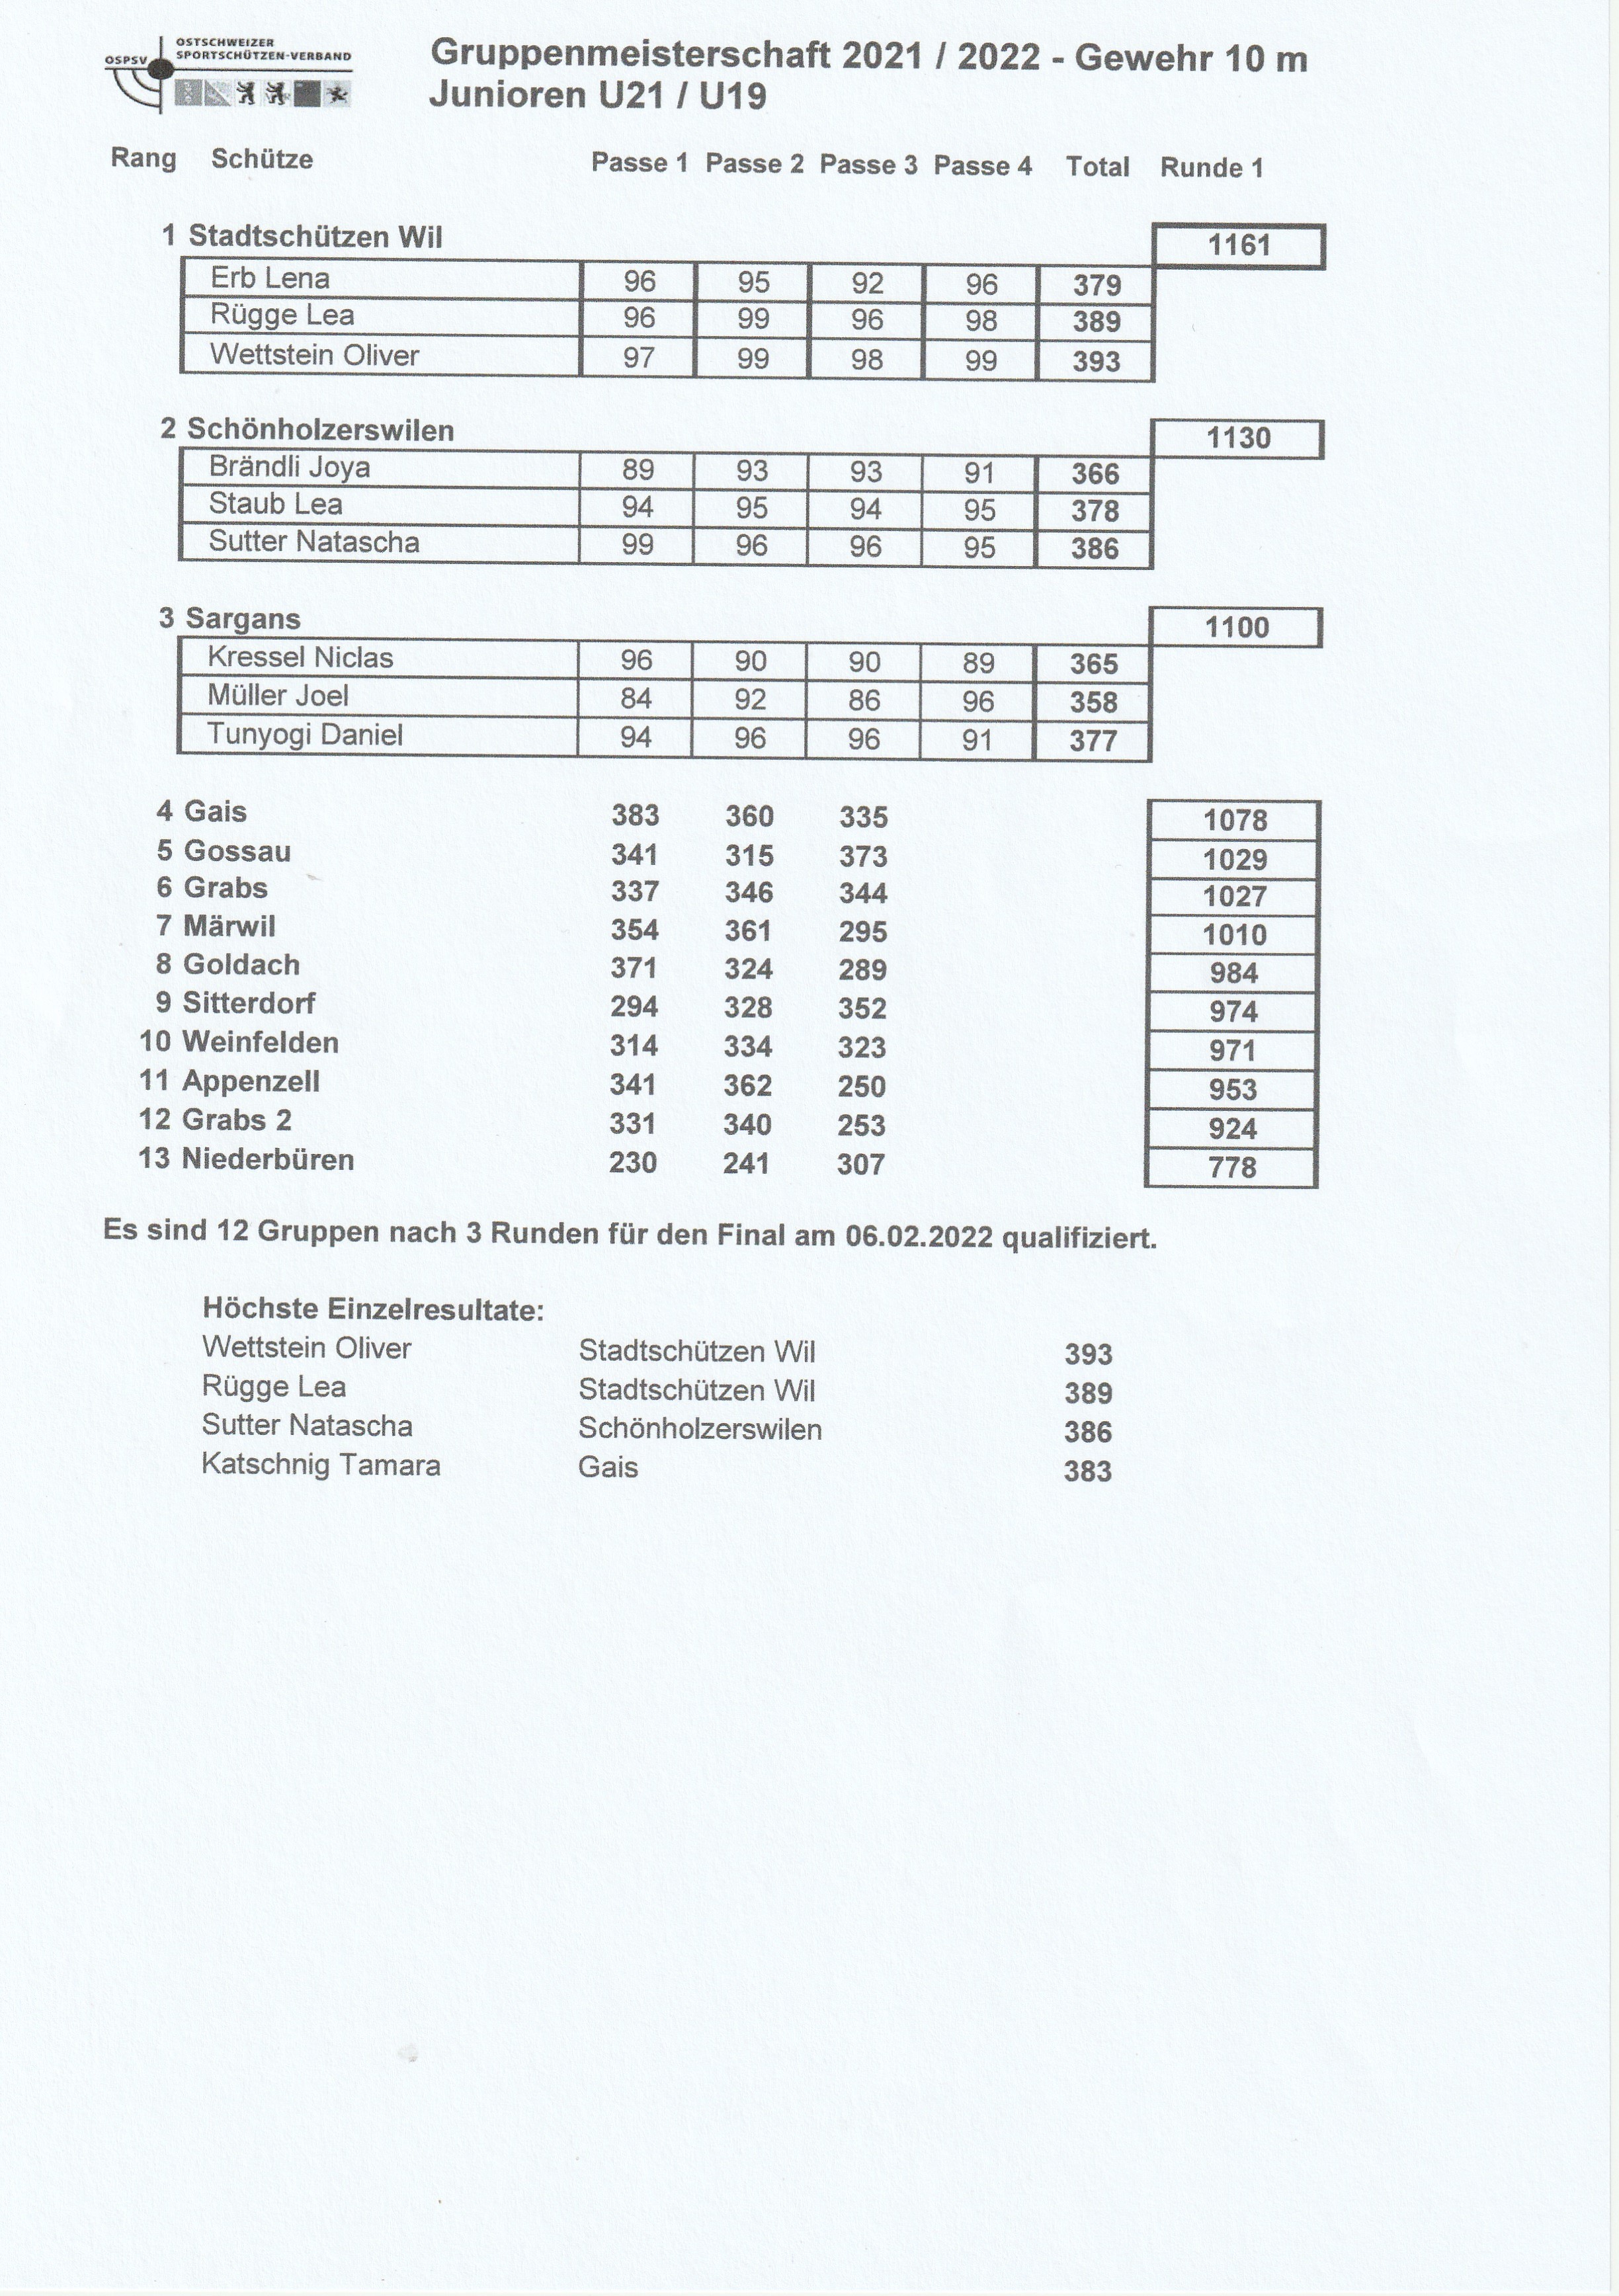 OSPSV
OSTSCHWEIZER
SPORTSCHÜTZEN-VERBAND
Gruppenmeisterschaft 2021 / 2022 - Gewehr 10 m
Junioren U21 / U19
Rang Schütze Passe 1 Passe 2 Passe 3 Passe 4 Total Runde 1
1 Stadtschützen Wil 1161
Erb Lena 96 95 92 96 379
Rügge Lea 96 99 96 98 389
Wettstein Oliver 97 99 98 99 393
2 Schönholzerswilen 1130
Brändli Joya 89 93 93 91 366
Staub Lea 94 95 94 95 378
Sutter Natascha 99 96 96 95 386
3 Sargans 1100
Kressel Niclas 96 90 90 89 365
Müller Joel 84 92 86 96 358
Tunyogi Daniel 94 96 96 91 377
4 Gais 383 360 335 1078
5 Gossau 341 315 373 1029
6 Grabs 337 346 344 1027
7 Märwil 354 361 295 1010
8 Goldach 371 324 289 984
9 Sitterdorf 294 328 352 974
10 Weinfelden 314 334 323 971
11 Appenzell 341 362 250 953
12 Grabs 2 331 340 253 924
13 Niederbüren 230 241 307 778
Es sind 12 Gruppen nach 3 Runden für den Final am 06.02.2022 qualifiziert.
Höchste Einzelresultate:
Wettstein Oliver Stadtschützen Wil 393
Rügge Lea Stadtschützen Wil 389
Sutter Natascha Schönholzerswilen 386
Katschnig Tamara Gais 383